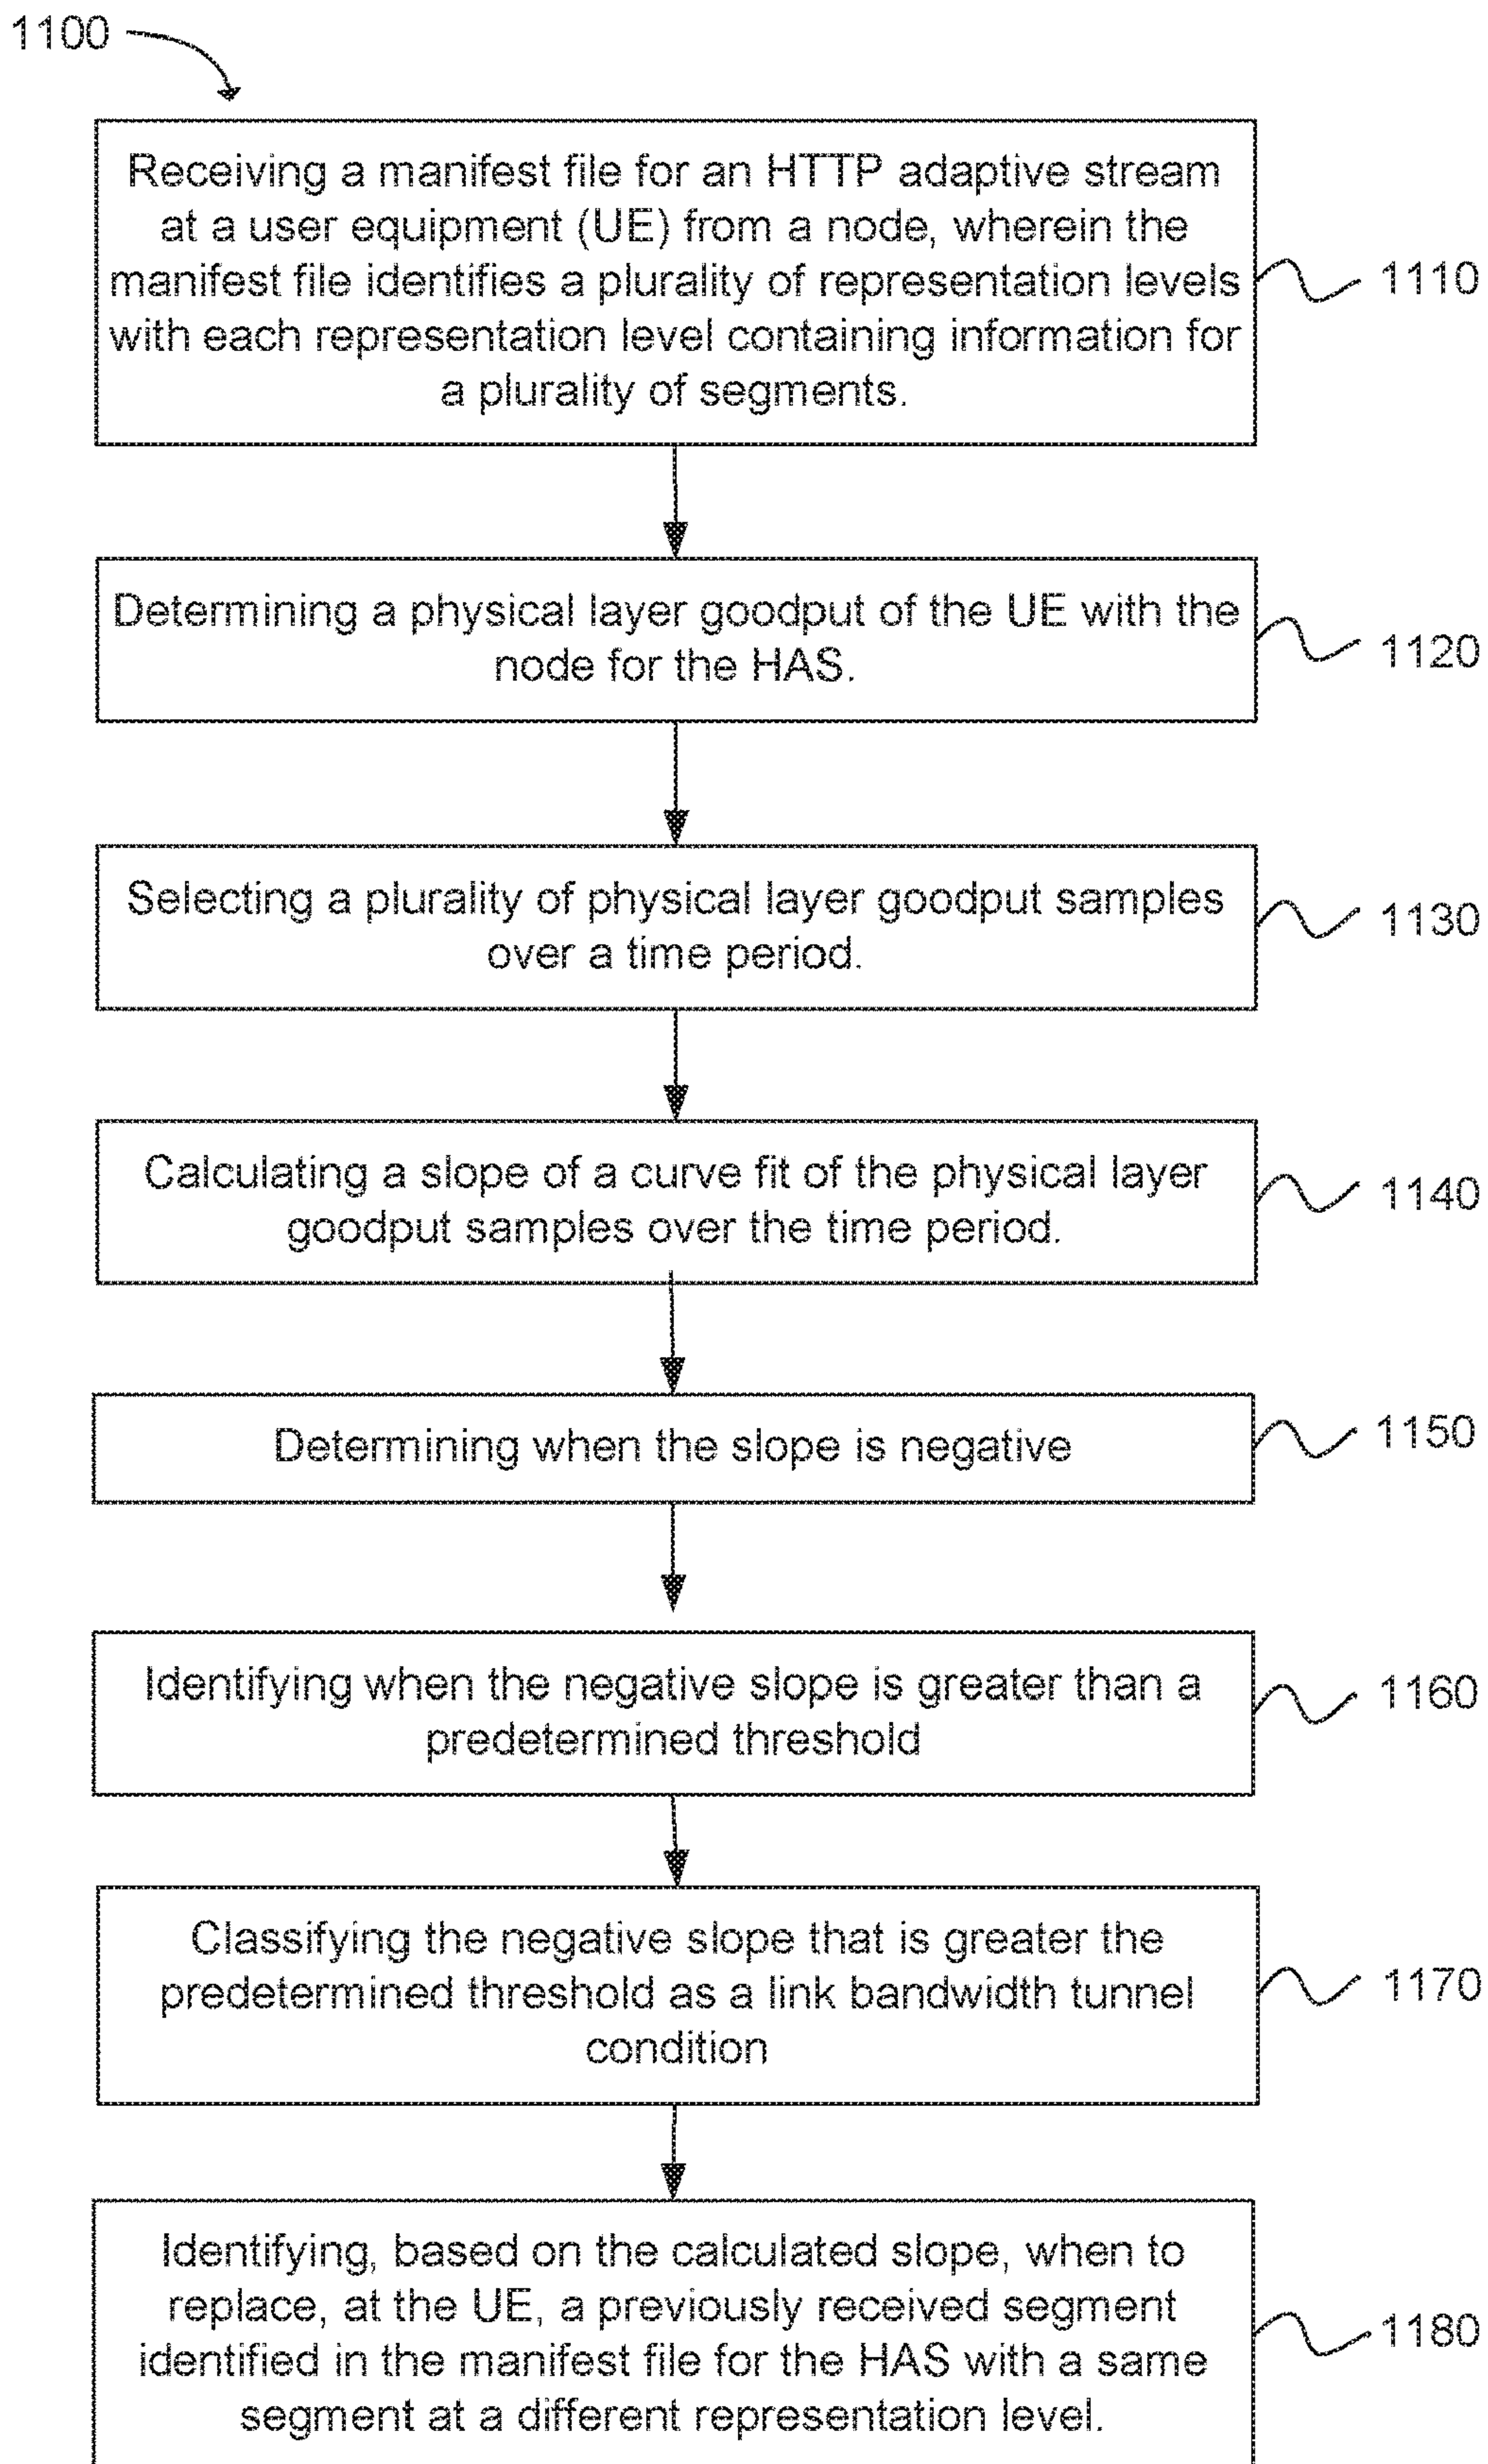 1100
Receiving a manifest file for an HTTP adaptive stream
at a user equipment (UE) from a node, wherein the
manifest file identifies a plurality of representation levels
with each representation level containing information for
a plurality of segments.
1110
Determining a physical layer goodput of the UE with the
node for the HAS.
1120
Selecting a plurality of physical layer goodput samples
over a time period.
1130
Calculating a slope of a curve fit of the physical layer
goodput samples over the time period.
1140
Determining when the slope is negative
1150
Identifying when the negative slope is greater than a
predetermined threshold
1160
Classifying the negative slope that is greater the
predetermined threshold as a link bandwidth tunnel
condition
1170
Identifying, based on the calculated slope, when to
replace, at the UE, a previously received segment
identified in the manifest file for the HAS with a same
segment at a different representation level.
1180